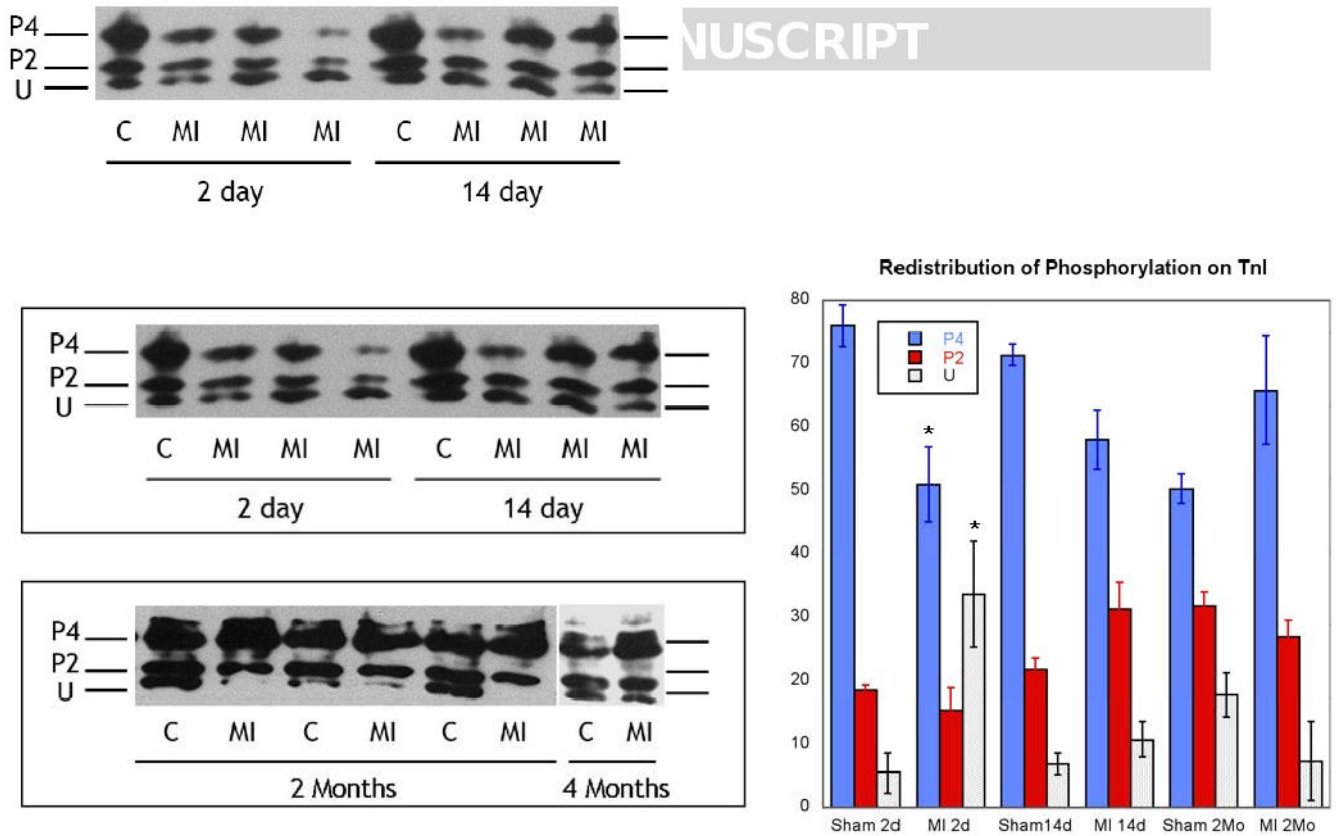 P4
NUSCRIPT
P2
U
C MI MI MI C MI MI MI
2 day 14 day
P4
P2
U
C MI MI MI C MI MI MI
2 day 14 day
P4
P2
U
C MI C MI C MI C MI
2 Months 4 Months
Redistribution of Phosphorylation on TnI
80
70
60
50
40
30
20
10
0
P4
P2
U
*
*
Sham 2d MI 2d Sham14d MI 14d Sham 2Mo MI 2Mo